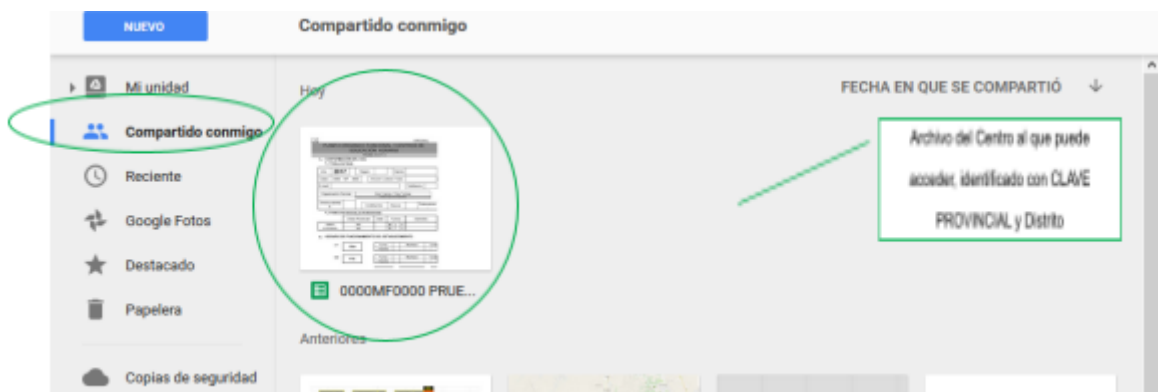 NUEVO
Compartido conmigo
Mi unidad
Compartido conmigo
Reciente
Google Fotos
Destacado
Papelera
Copias de seguridad
Hoy
FECHA EN QUE SE COMPARTIÓ
0000MF0000 PRUE...
Anteriores
Archivo del Centro al que puede
acceder, identificado con CLAVE
PROVINCIAL y Distrito